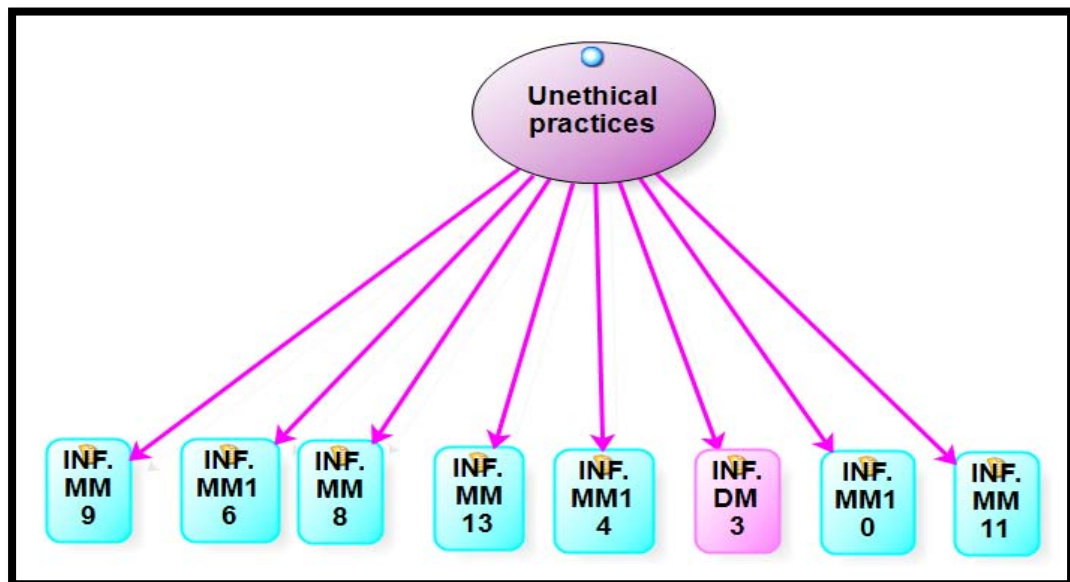 Unethical
practices
INF.
MM
9
INF.
MM1
6
INF.
MM
8
INF.
MM
13
INF.
MM1
4
INF.
DM
3
INF.
MM1
0
INF.
MM
11